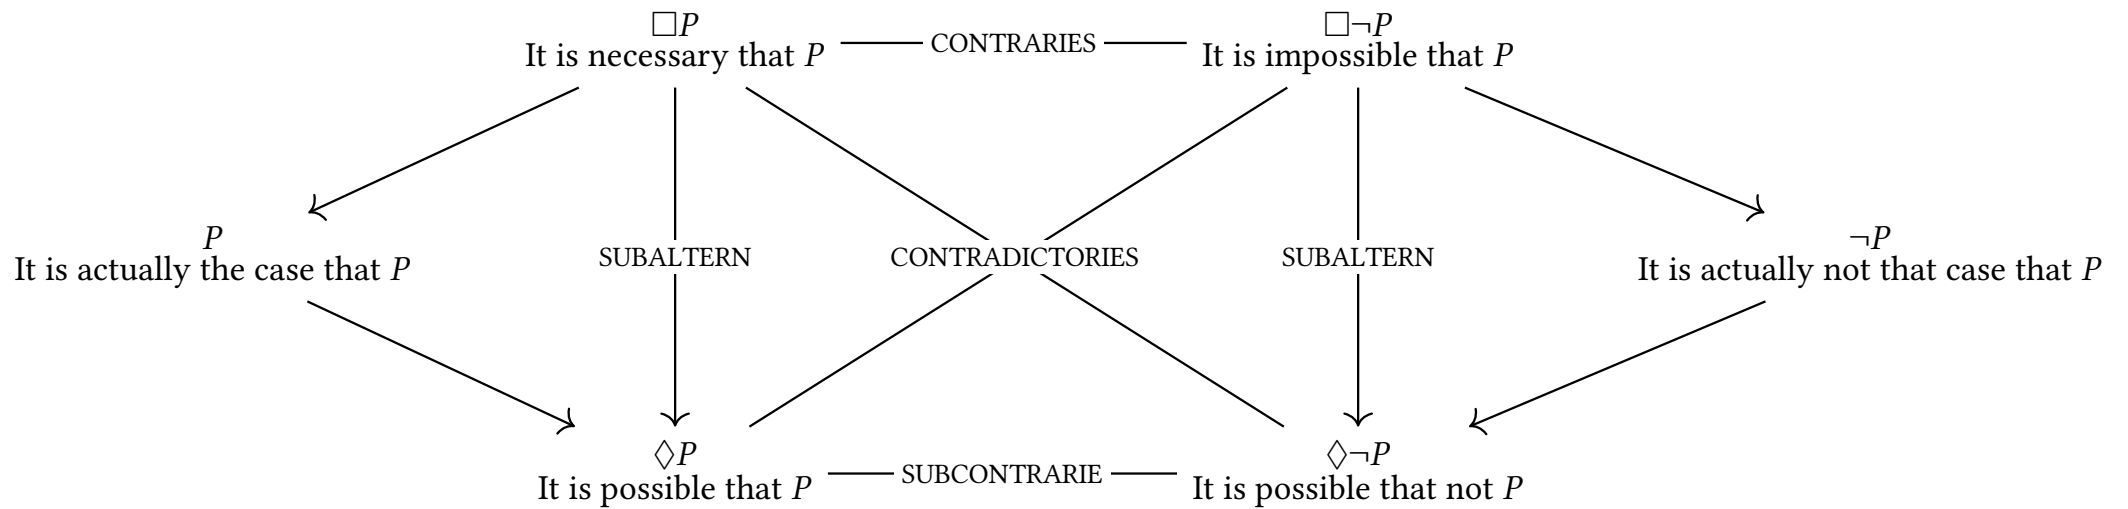 □P
It is necessary that P
CONTRARIES
□¬P
It is impossible that P
P
It is actually the case that P
SUBALTERN
CONTRADICTORIES
SUBALTERN
¬P
It is actually not that case that P
◊P
It is possible that P
SUBCONTRARIE
◊¬P
It is possible that not P